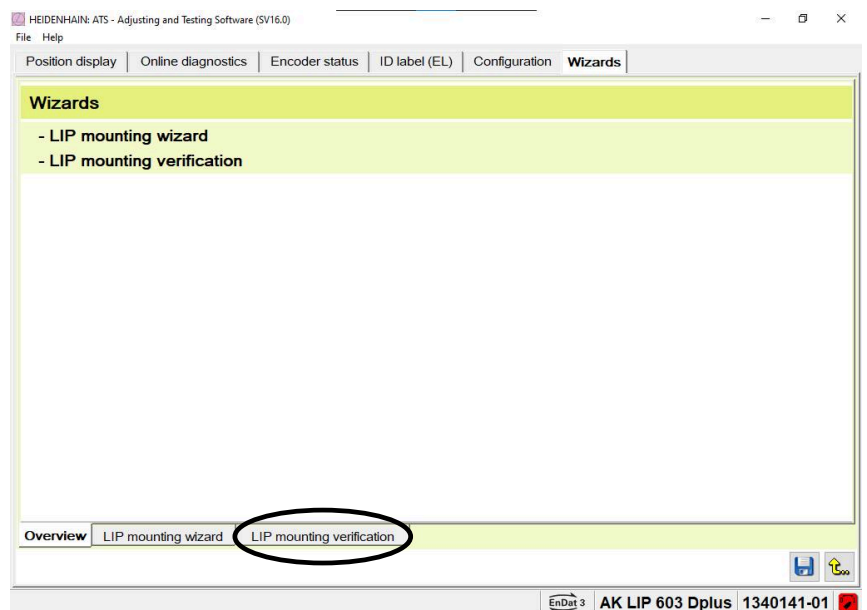 HEIDENHAIN: ATS - Adjusting and Testing Software (SV16.0)
File Help
Position display Online diagnostics Encoder status ID label (EL) Configuration Wizards
Wizards
- LIP mounting wizard
- LIP mounting verification
Overview LIP mounting wizard LIP mounting verification
EnDat 3 AK LIP 603 Dplus 1340141-01